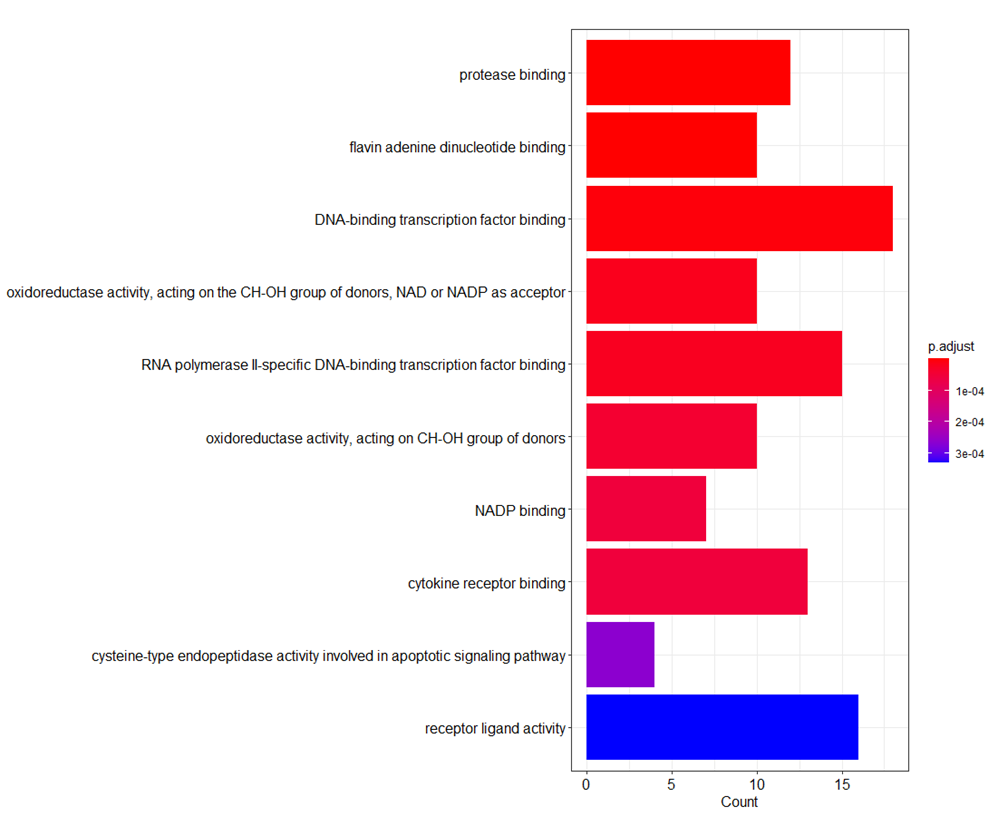 protease binding
flavin adenine dinucleotide binding
DNA-binding transcription factor binding
oxidoreductase activity, acting on the CH-OH group of donors, NAD or NADP as acceptor
RNA polymerase II-specific DNA-binding transcription factor binding
oxidoreductase activity, acting on CH-OH group of donors
NADP binding
cytokine receptor binding
cysteine-type endopeptidase activity involved in apoptotic signaling pathway
receptor ligand activity
0 5 10 15
Count
p.adjust
1e-04
2e-04
3e-04